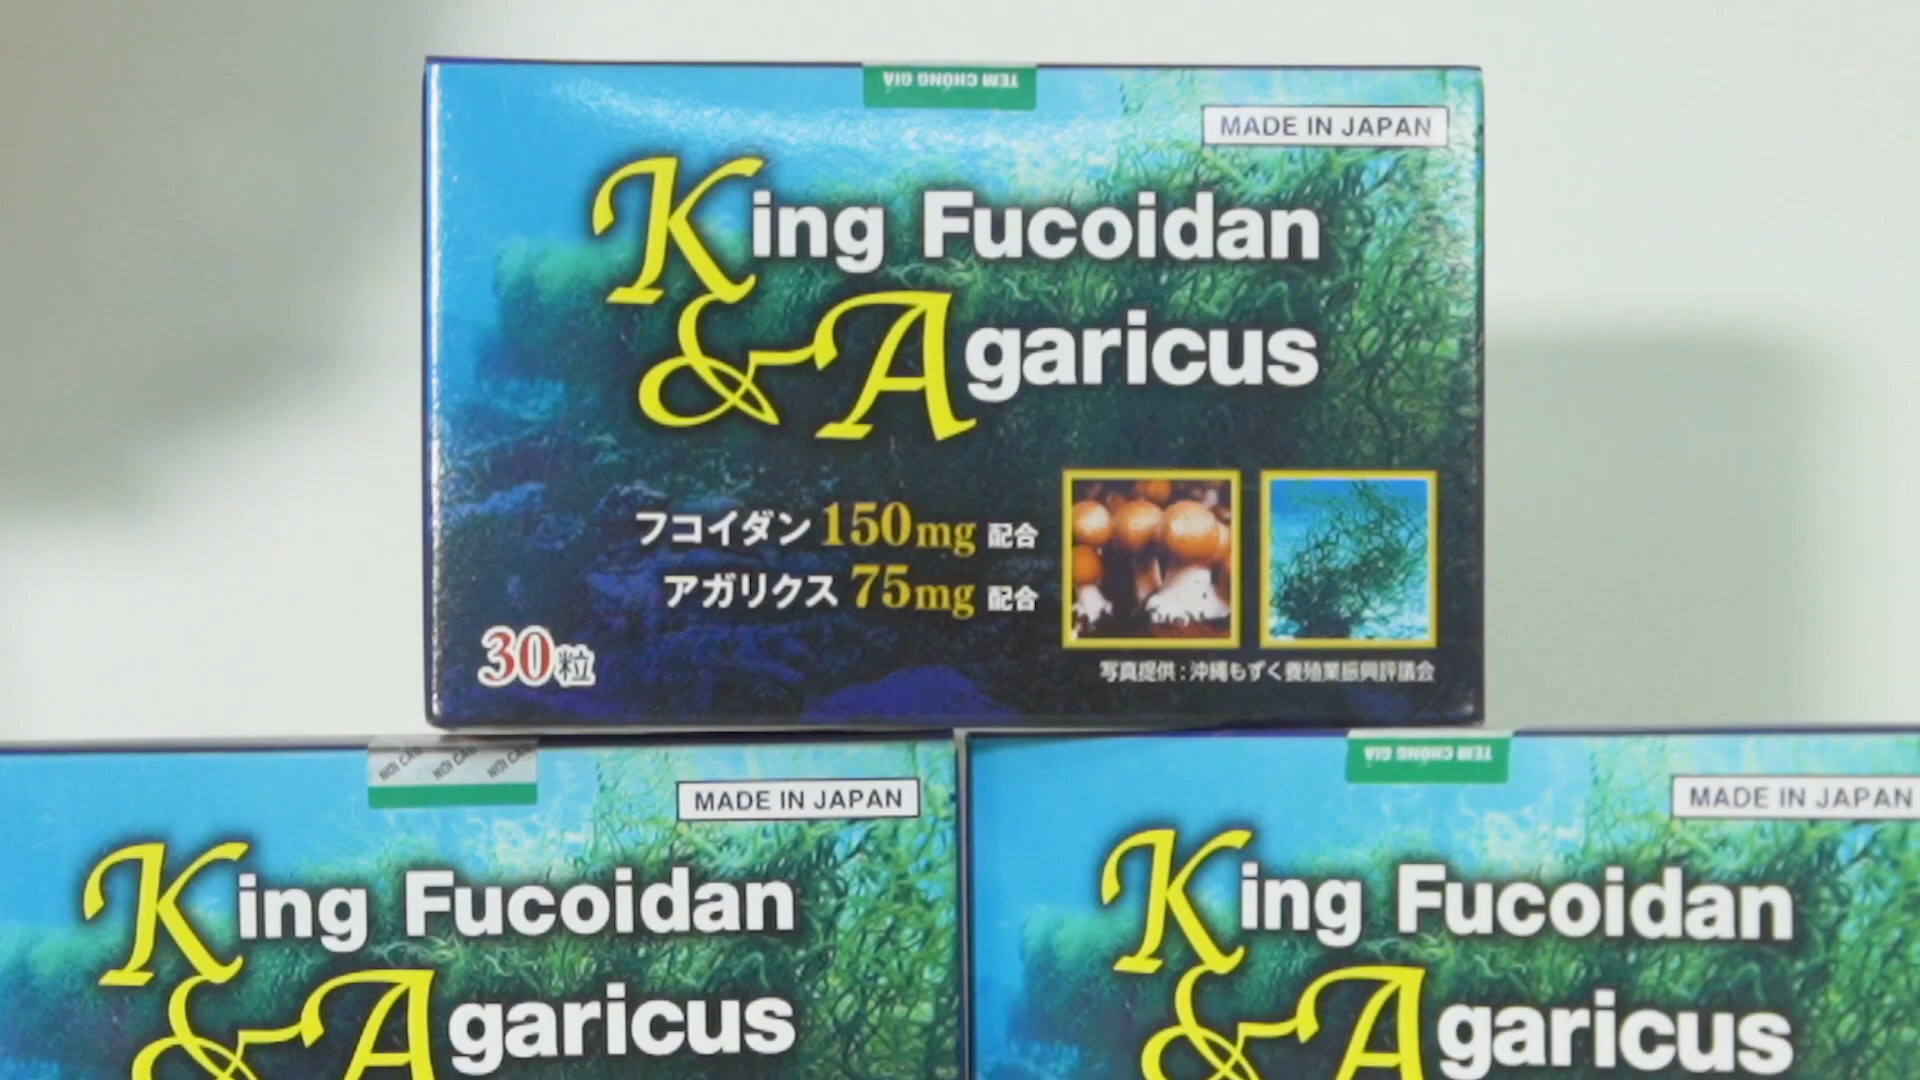 TEM CHỐNG GIẢ
MADE IN JAPAN
King Fucoidan
& Agaricus
フコイダン 150mg 配合
アガリクス 75mg 配合
30粒
写真提供:沖縄もずく養殖業振興評議会
MADE IN JAPAN
King Fucoidan
& Agaricus
TEM CHỐNG GIẢ
MADE IN JAPAN
King Fucoidan
& Agaricus